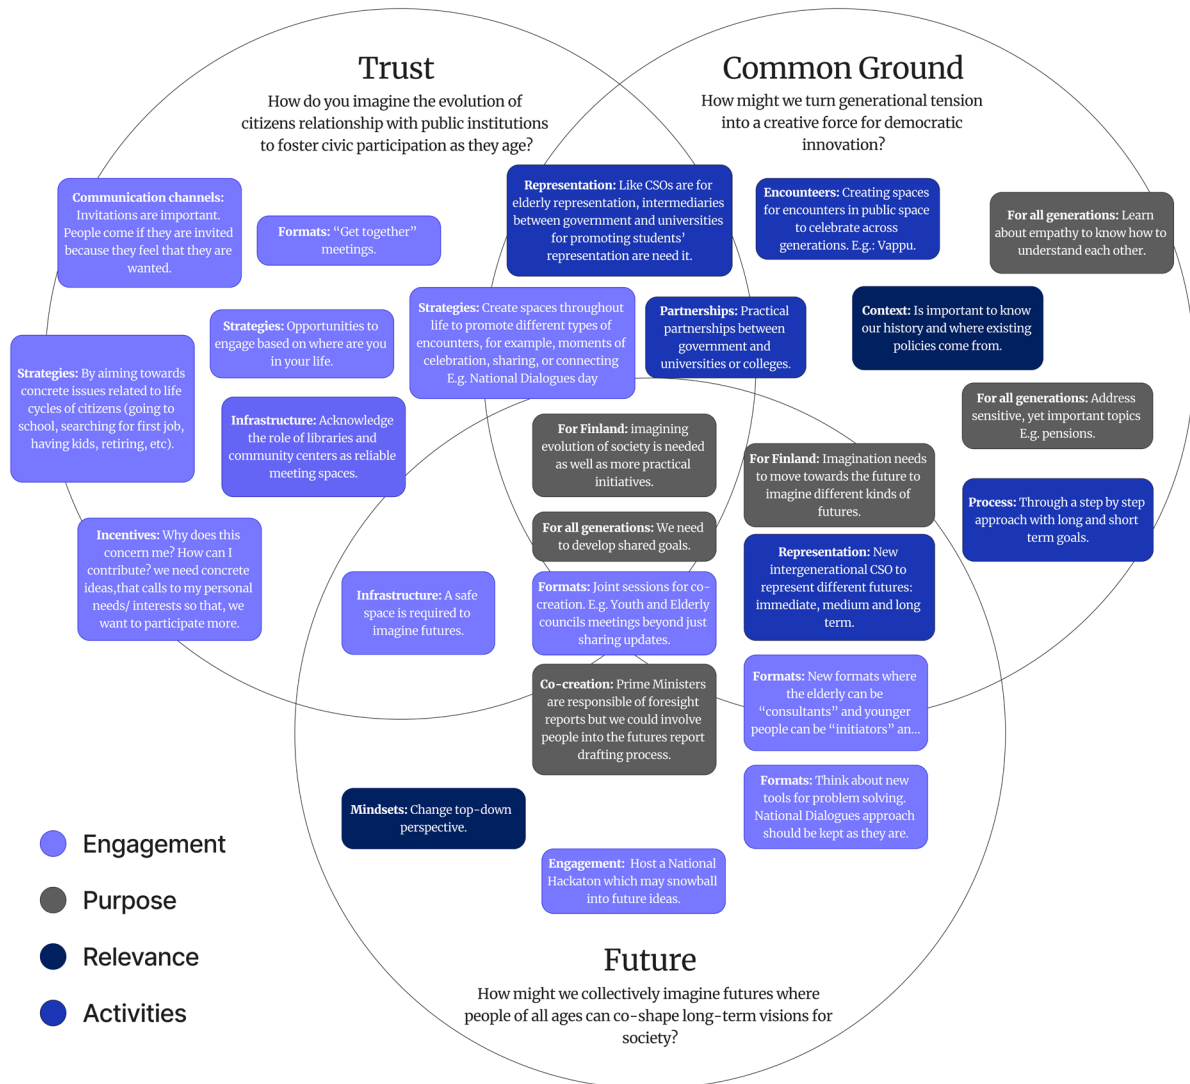 Trust
How do you imagine the evolution of
citizens relationship with public institutions
to foster civic participation as they age?
Common Ground
How might we turn generational tension
into a creative force for democratic
innovation?
Communication channels:
Invitations are important.
People come if they are invited
because they feel that they are
wanted.
Formats: “Get together”
meetings.
Representation: Like CSOs are for
elderly representation, intermediaries
between government and universities
for promoting students’
representation are need it.
Encounteers: Creating spaces
for encounters in public space
to celebrate across
generations. E.g.: Vappu.
For all generations: Learn
about empathy to know how to
understand each other.
Strategies: Opportunities to
engage based on where are you
in your life.
Strategies: Create spaces throughout
life to promote different types of
encounters, for example, moments of
celebration, sharing, or connecting
E.g. National Dialogues day
Partnerships: Practical
partnerships between
government and
universities or colleges.
Context: Is important to know
our history and where existing
policies come from.
Strategies: By aiming towards
concrete issues related to life
cycles of citizens (going to
school, searching for first job,
having kids, retiring, etc).
Infrastructure: Acknowledge
the role of libraries and
community centers as reliable
meeting spaces.
For Finland: imagining
evolution of society is needed
as well as more practical
initiatives.
For Finland: Imagination needs
to move towards the future to
imagine different kinds of
futures.
For all generations: Address
sensitive, yet important topics
E.g. pensions.
Process: Through a step by step
approach with long and short
term goals.
Incentives: Why does this
concern me? How can I
contribute? we need concrete
ideas,that calls to my personal
needs/ interests so that, we
want to participate more.
For all generations: We need
to develop shared goals.
Representation: New
intergenerational CSO to
represent different futures:
immediate, medium and long
term.
Infrastructure: A safe
space is required to
imagine futures.
Formats: Joint sessions for co-
creation. E.g. Youth and Elderly
councils meetings beyond just
sharing updates.
Co-creation: Prime Ministers
are responsible of foresight
reports but we could involve
people into the futures report
drafting process.
Formats: New formats where
the elderly can be
“consultants” and younger
people can be “initiators” an...
Formats: Think about new
tools for problem solving.
National Dialogues approach
should be kept as they are.
Mindsets: Change top-down
perspective.
Engagement: Host a National
Hackaton which may snowball
into future ideas.
Engagement
Purpose
Relevance
Activities
Future
How might we collectively imagine futures where
people of all ages can co-shape long-term visions for
society?